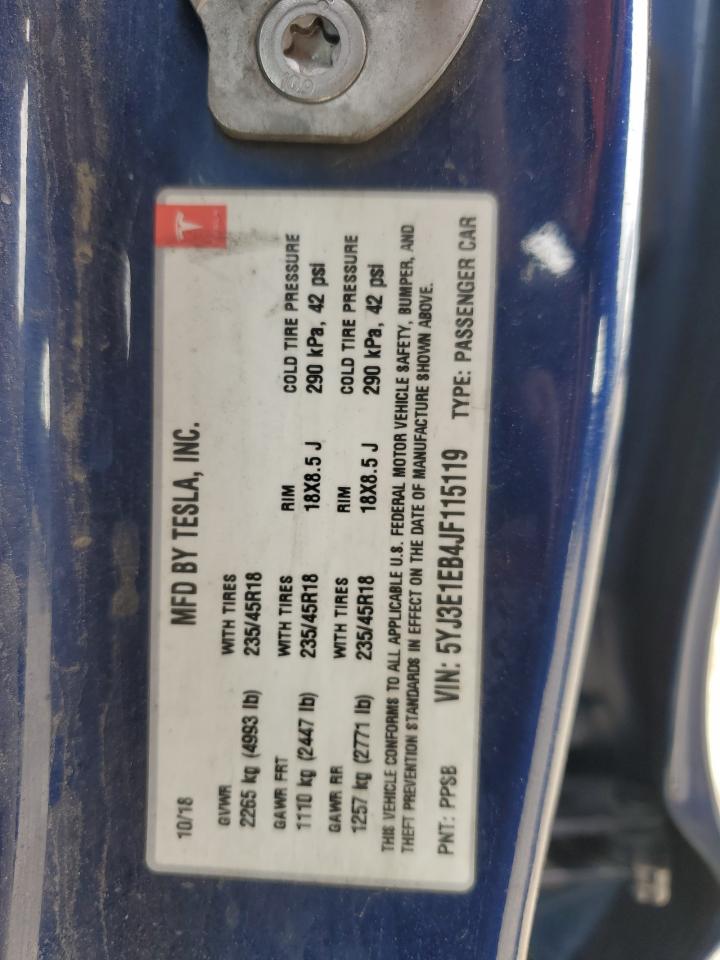 10/18 MFD BY TESLA, INC.
GVWR WITH TIRES
2265 kg (4993 lb) 235/45R18
GAWR FRT WITH TIRES RIM COLD TIRE PRESSURE
1110 kg (2447 lb) 235/45R18 18X8.5 J 290 kPa, 42 psi
GAWR RR WITH TIRES RIM COLD TIRE PRESSURE
1257 kg (2771 lb) 235/45R18 18X8.5 J 290 kPa, 42 psi
THIS VEHICLE CONFORMS TO ALL APPLICABLE U.S. FEDERAL MOTOR VEHICLE SAFETY, BUMPER, AND
THEFT PREVENTION STANDARDS IN EFFECT ON THE DATE OF MANUFACTURE SHOWN ABOVE.
PNT: PPSB VIN: 5YJ3E1EB4JF115119 TYPE: PASSENGER CAR